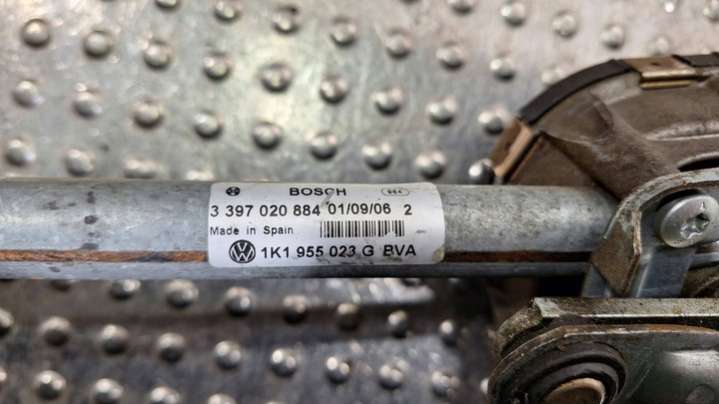 BOSCH
3 397 020 884 01/09/06 2
Made in Spain
1K1 955 023 G BVA